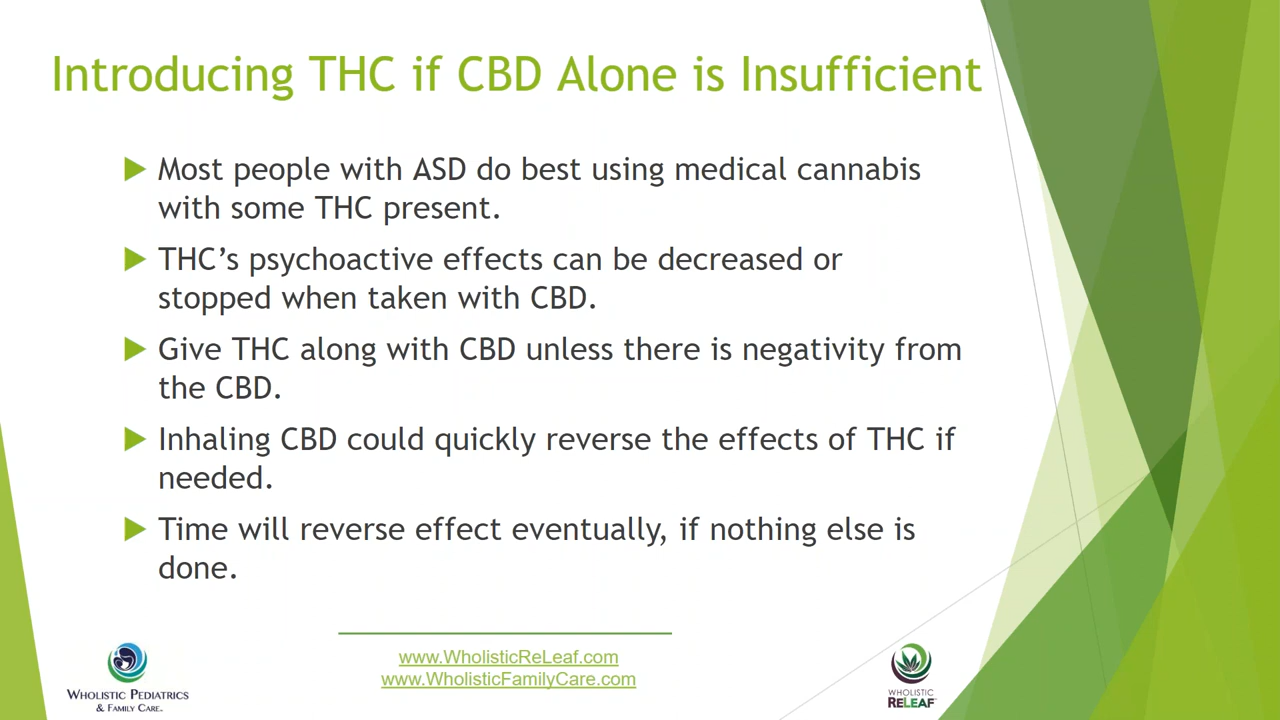 Introducing THC if CBD Alone is Insufficient
Most people with ASD do best using medical cannabis
with some THC present.
THC’s psychoactive effects can be decreased or
stopped when taken with CBD.
Give THC along with CBD unless there is negativity from
the CBD.
Inhaling CBD could quickly reverse the effects of THC if
needed.
Time will reverse effect eventually, if nothing else is
done.
www.WholisticReLeaf.com
www.WholisticFamilyCare.com
Wholistic Pediatrics
& Family Care.
WHOLISTIC
RELEAF